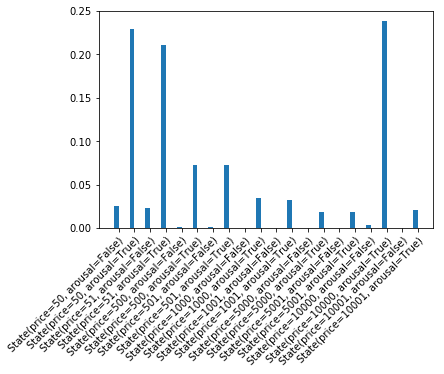 0.25
0.20
0.15
0.10
0.05
0.00
State(price=50, arousal=False)
State(price=50, arousal=True)
State(price=51, arousal=False)
State(price=51, arousal=True)
State(price=500, arousal=False)
State(price=500, arousal=True)
State(price=501, arousal=False)
State(price=501, arousal=True)
State(price=1000, arousal=False)
State(price=1000, arousal=True)
State(price=1001, arousal=False)
State(price=1001, arousal=True)
State(price=5000, arousal=False)
State(price=5000, arousal=True)
State(price=5001, arousal=False)
State(price=5001, arousal=True)
State(price=10000, arousal=False)
State(price=10000, arousal=True)
State(price=10001, arousal=False)
State(price=10001, arousal=True)